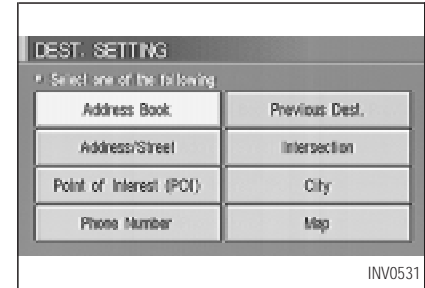 DEST. SETTING
Select one of the following
Address Book
Previous Dest.
Address/Street
Intersection
Point of Interest (POI)
City
Phone Number
Map
INV0531